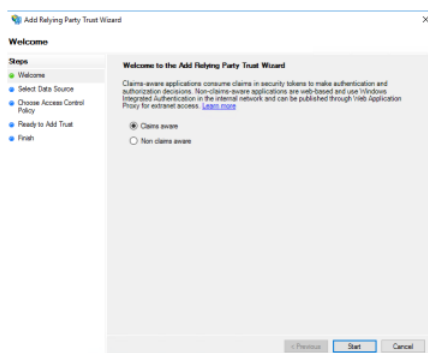 Add Relying Party Trust Wizard
Welcome
Steps
Welcome
Select Data Source
Choose Access Control
Policy
Ready to Add Trust
Finish
Welcome to the Add Relying Party Trust Wizard
Claims-aware applications consume claims in security tokens to make authentication and
authorization decisions. Non-claims-aware applications are web-based and use Windows
Integrated Authentication in the internal network and can be published through Web Application
Proxy for extranet access. Learn more
Claims aware
Non claims aware
< Previous
Start
Cancel